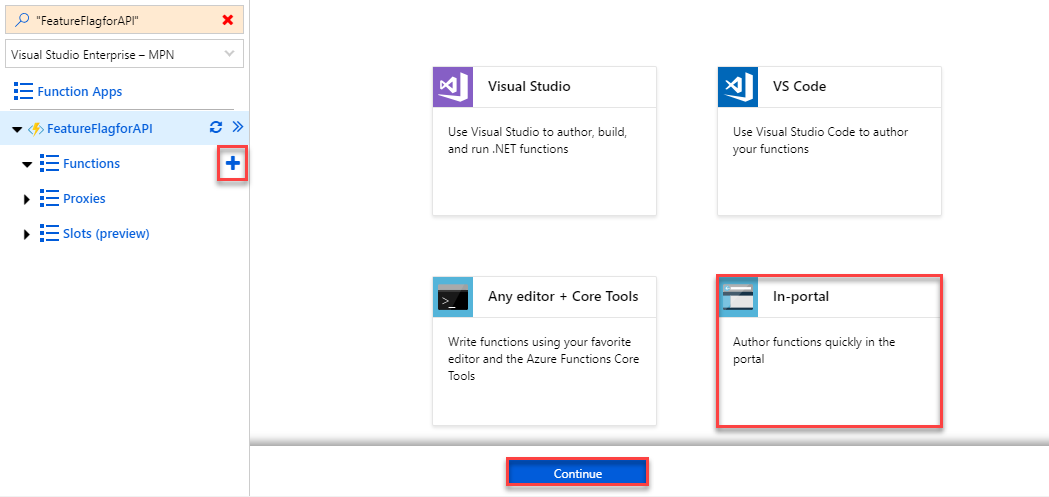 "FeatureFlagforAPI"
Visual Studio Enterprise – MPN
Function Apps
FeatureFlagforAPI
Functions
Proxies
Slots (preview)
Visual Studio
Use Visual Studio to author, build,
and run .NET functions
VS Code
Use Visual Studio Code to author
your functions
Any editor + Core Tools
Write functions using your favorite
editor and the Azure Functions Core
Tools
In-portal
Author functions quickly in the
portal
Continue